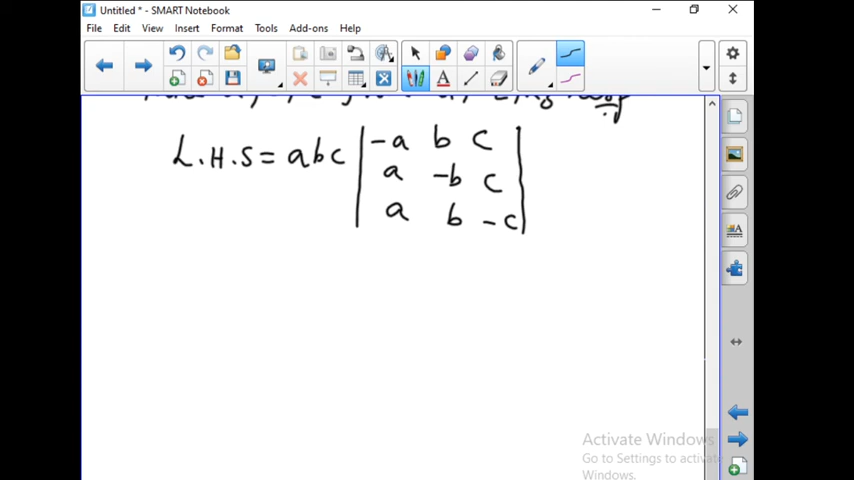 Untitled * - SMART Notebook
File Edit View Insert Format Tools Add-ons Help
L.H.S = abc | -a b c |
| a -b c |
| a b -c |
Activate Windows
Go to Settings to activate
Windows.